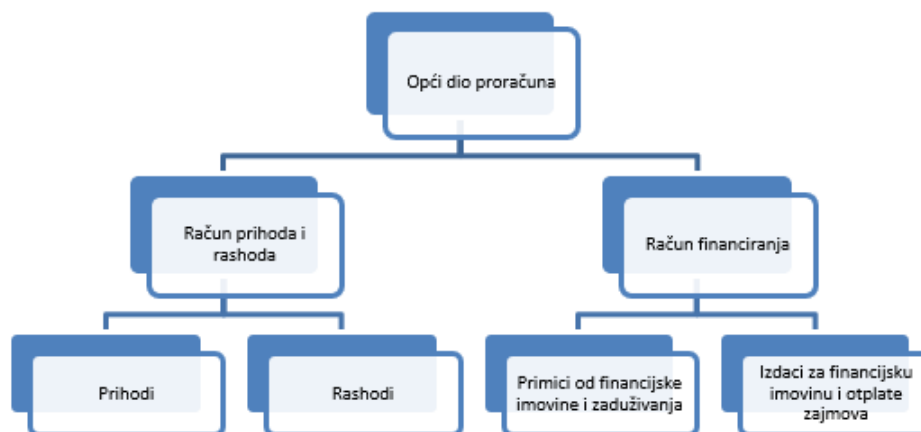 Opći dio proračuna
Račun prihoda i
rashoda
Račun financiranja
Prihodi
Rashodi
Primici od financijske
imovine i zaduživanja
Izdaci za financijsku
imovinu i otplate
zajmova